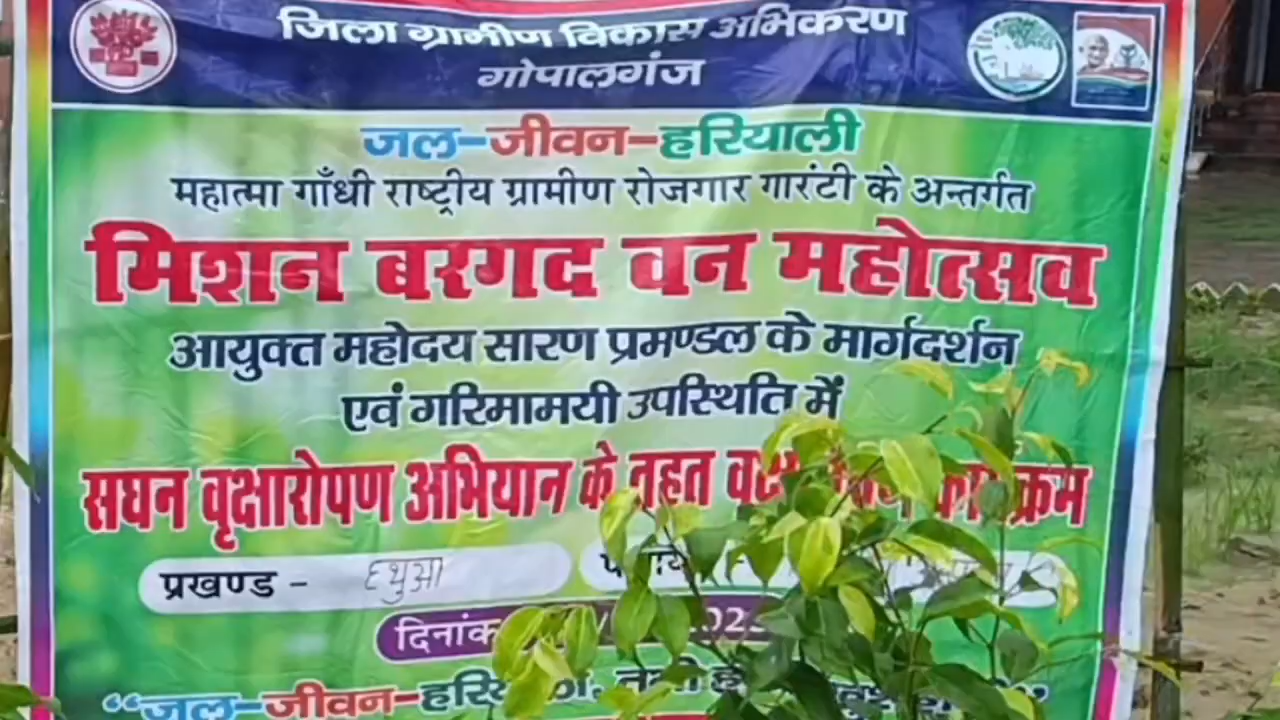 जिला ग्रामीण विकास अभिकरण
गोपालगंज
जल-जीवन-हरियाली
महात्मा गाँधी राष्ट्रीय ग्रामीण रोजगार गारंटी के अन्तर्गत
मिशन बरगद वन महोत्सव
आयुक्त महोदय सारण प्रमण्डल के मार्गदर्शन
एवं गरिमामयी उपस्थिति में
सघन वृक्षारोपण अभियान के तहत
प्रखण्ड - हथुआ
दिनांक
“जल-जीवन-